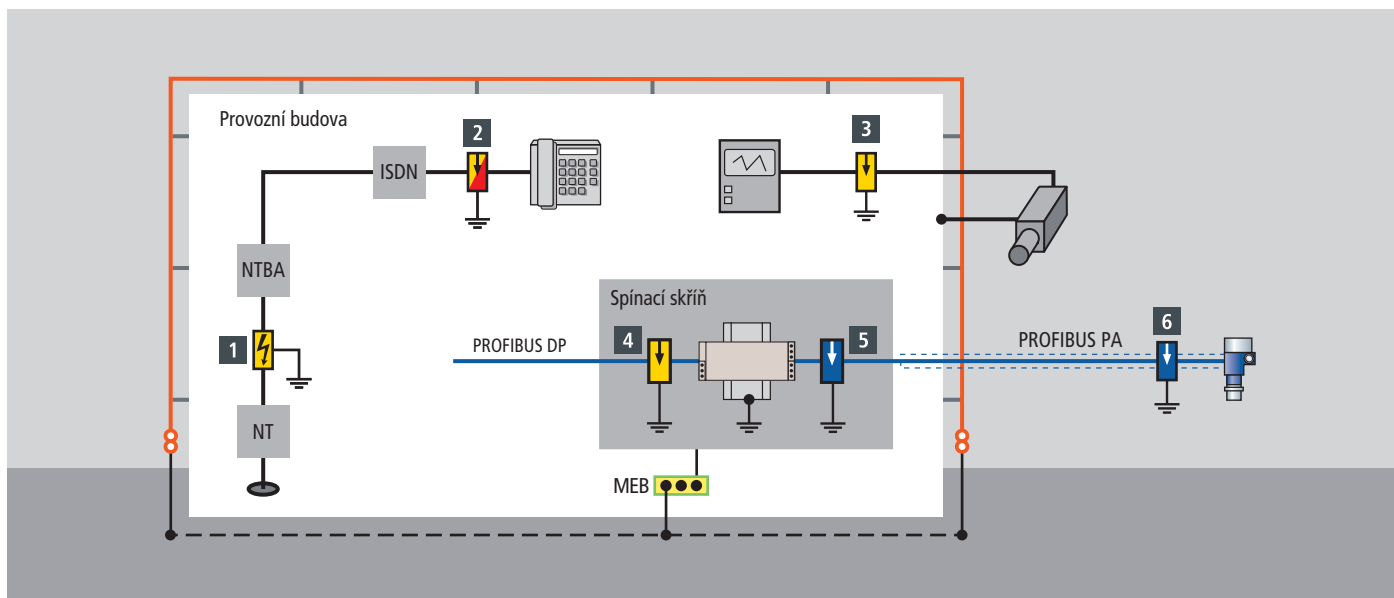 Provozní budova
2
3
ISDN
NTBA
1
NT
Spínací skříň
PROFIBUS DP
4
5
PROFIBUS PA
6
MEB